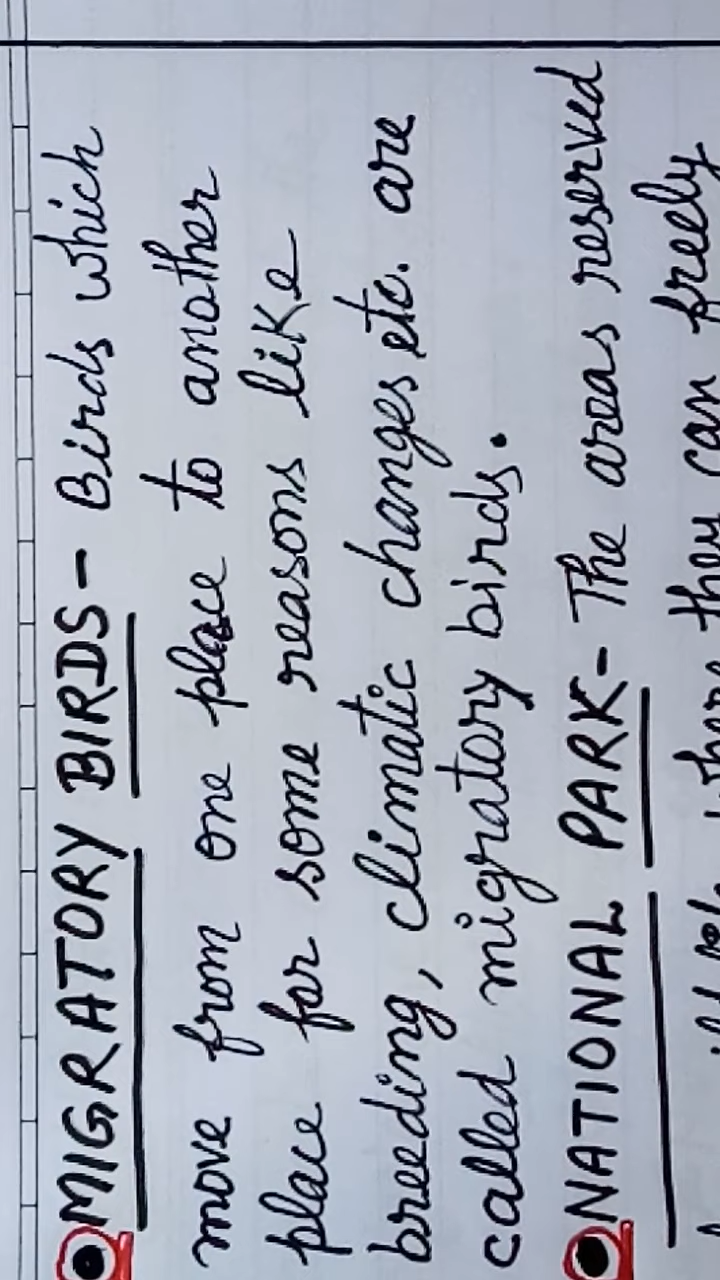 MIGRATORY BIRDS - Birds which
move from one place to another
place for some reasons like
breeding, climatic changes etc. are
called migratory birds.
NATIONAL PARK - The areas reserved
where they can freely